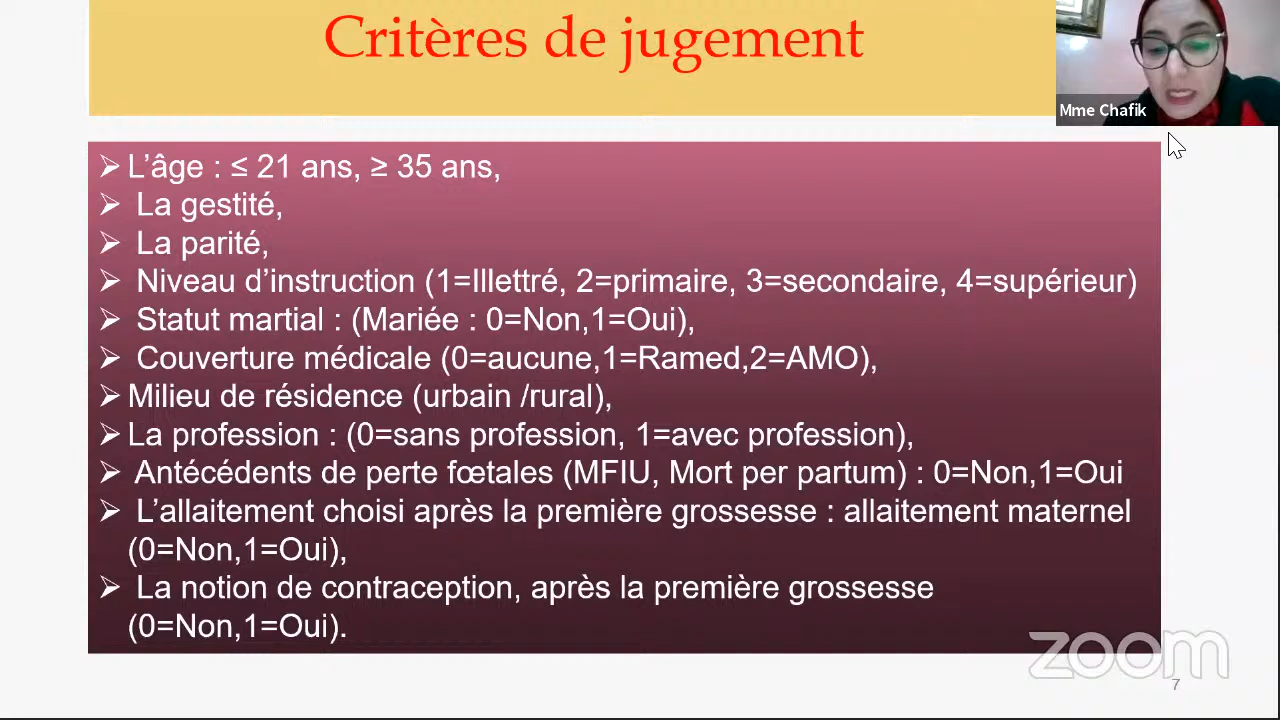 Critères de jugement
Mme Chafik
➢ L’âge : ≤ 21 ans, ≥ 35 ans,
➢ La gestité,
➢ La parité,
➢ Niveau d’instruction (1=Illettré, 2=primaire, 3=secondaire, 4=supérieur)
➢ Statut martial : (Mariée : 0=Non,1=Oui),
➢ Couverture médicale (0=aucune,1=Ramed,2=AMO),
➢ Milieu de résidence (urbain /rural),
➢ La profession : (0=sans profession, 1=avec profession),
➢ Antécédents de perte fœtales (MFIU, Mort per partum) : 0=Non,1=Oui
➢ L’allaitement choisi après la première grossesse : allaitement maternel
(0=Non,1=Oui),
➢ La notion de contraception, après la première grossesse
(0=Non,1=Oui).
zoom
7